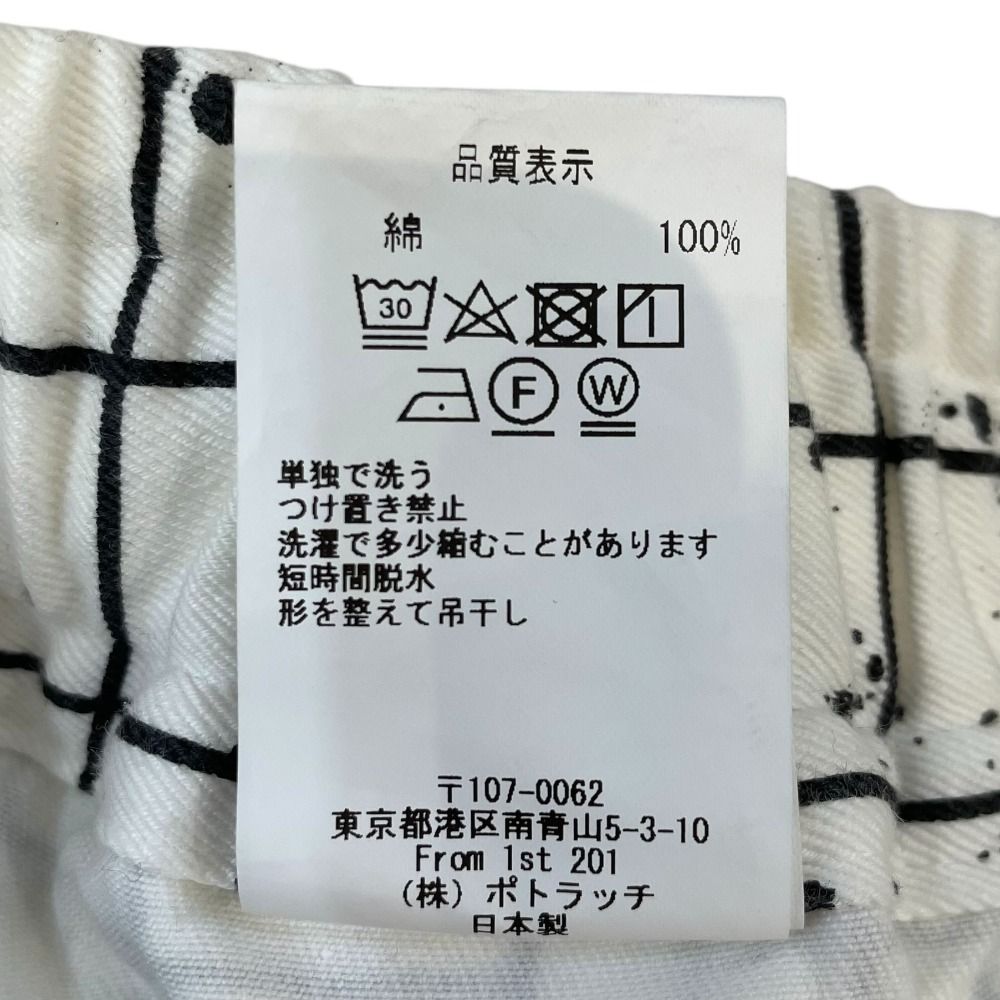 品質表示
綿 100%
30
F W
単独で洗う
つけ置き禁止
洗濯で多少縮むことがあります
短時間脱水
形を整えて吊干し
〒107-0062
東京都港区南青山5-3-10
From 1st 201
(株)ポトラッチ
日本製